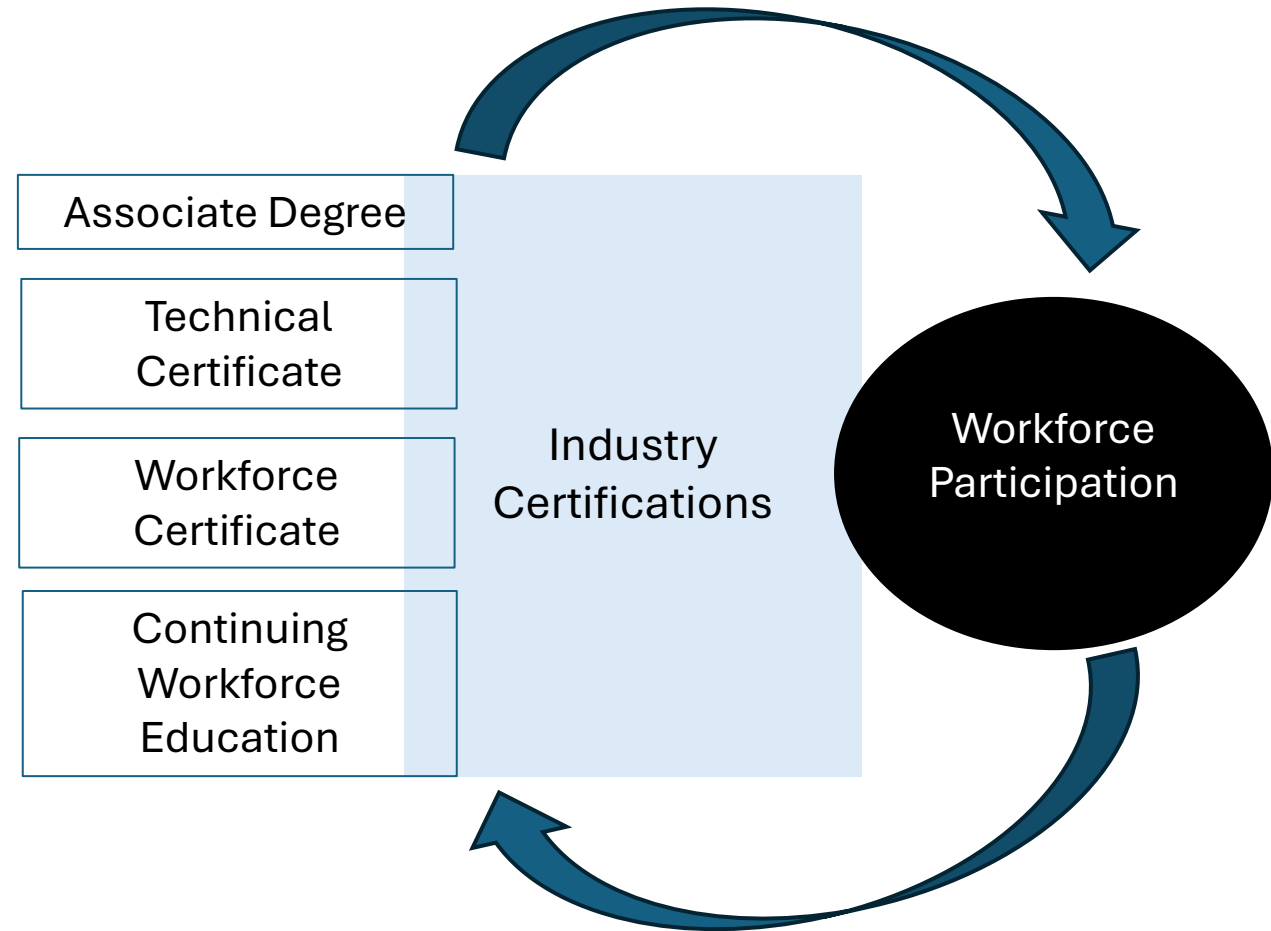 Associate Degree
Technical
Certificate
Workforce
Certificate
Continuing
Workforce
Education
Industry
Certifications
Workforce
Participation